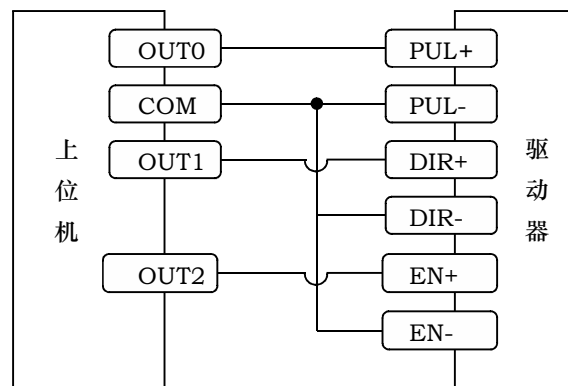 上位机
OUT0
COM
OUT1
OUT2
PUL+
PUL-
DIR+
DIR-
EN+
EN-
驱动器